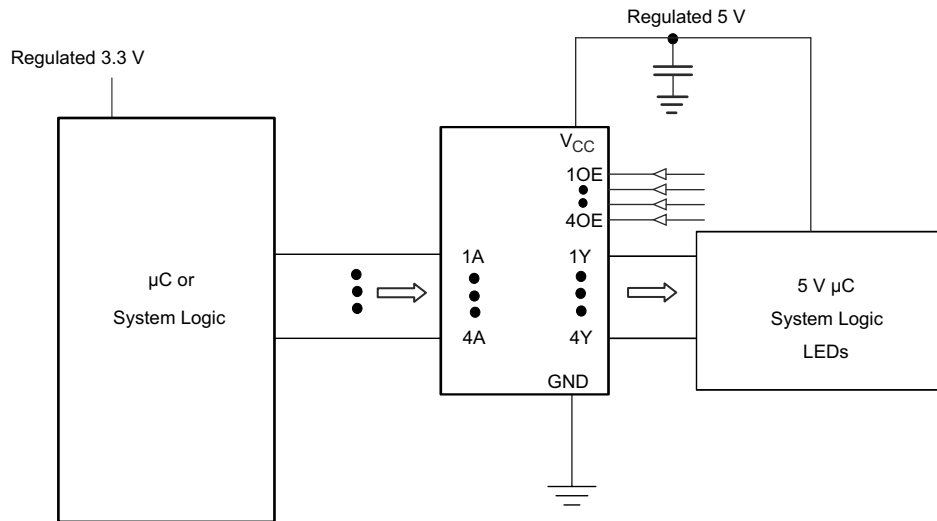 Regulated 5 V
Regulated 3.3 V
VCC
1OE
4OE
1A
1Y
µC or
System Logic
5 V µC
System Logic
LEDs
4A
4Y
GND